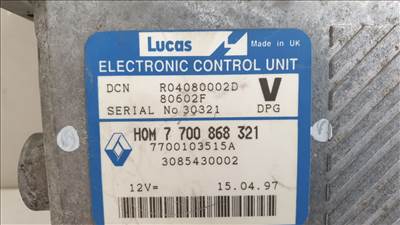 Lucas Made in UK
ELECTRONIC CONTROL UNIT
DCN R04080002D V
80602F
SERIAL No 30321 DPG
HOM 7 700 868 321
7700103515A
3085430002
12V= 15.04.97